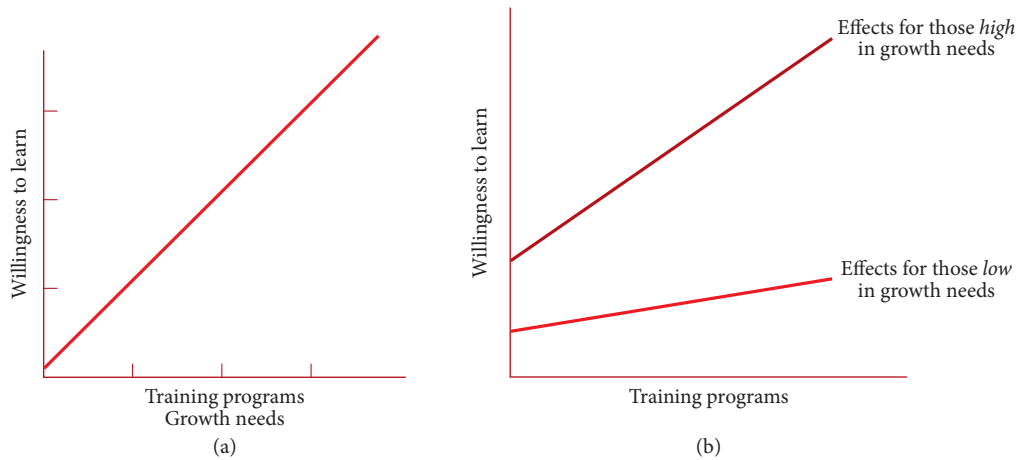 Willingness to learn
Training programs
Growth needs
(a)
Willingness to learn
Effects for those high
in growth needs
Effects for those low
in growth needs
Training programs
(b)